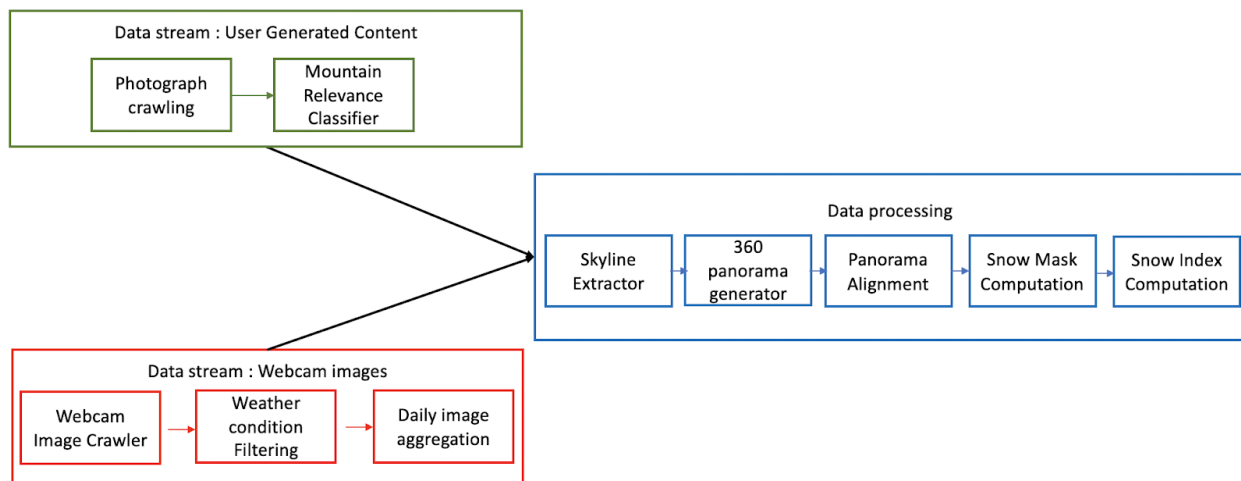 Data stream : User Generated Content
Photograph
crawling
Mountain
Relevance
Classifier
Data processing
Skyline
Extractor
360
panorama
generator
Panorama
Alignment
Snow Mask
Computation
Snow Index
Computation
Data stream : Webcam images
Webcam
Image Crawler
Weather
condition
Filtering
Daily image
aggregation